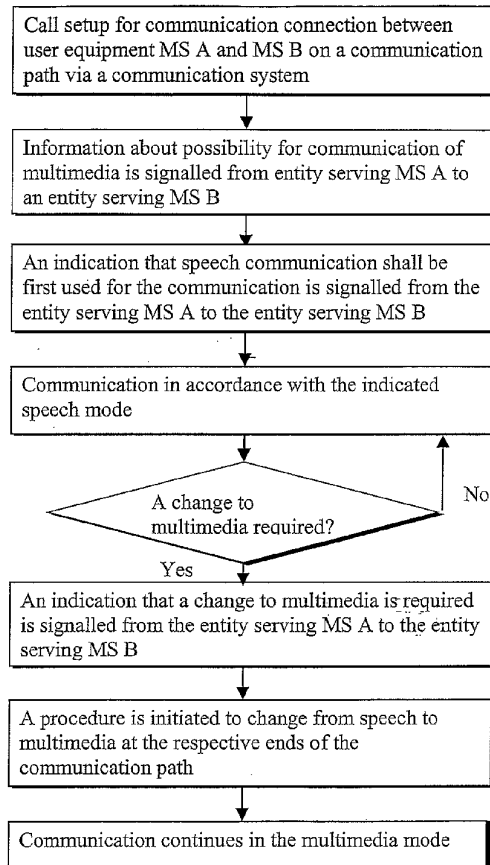 Call setup for communication connection between
user equipment MS A and MS B on a communication
path via a communication system
Information about possibility for communication of
multimedia is signalled from entity serving MS A to
an entity serving MS B
An indication that speech communication shall be
first used for the communication is signalled from the
entity serving MS A to the entity serving MS B
Communication in accordance with the indicated
speech mode
A change to
multimedia required?
No
Yes
An indication that a change to multimedia is required
is signalled from the entity serving MS A to the entity
serving MS B
A procedure is initiated to change from speech to
multimedia at the respective ends of the
communication path
Communication continues in the multimedia mode